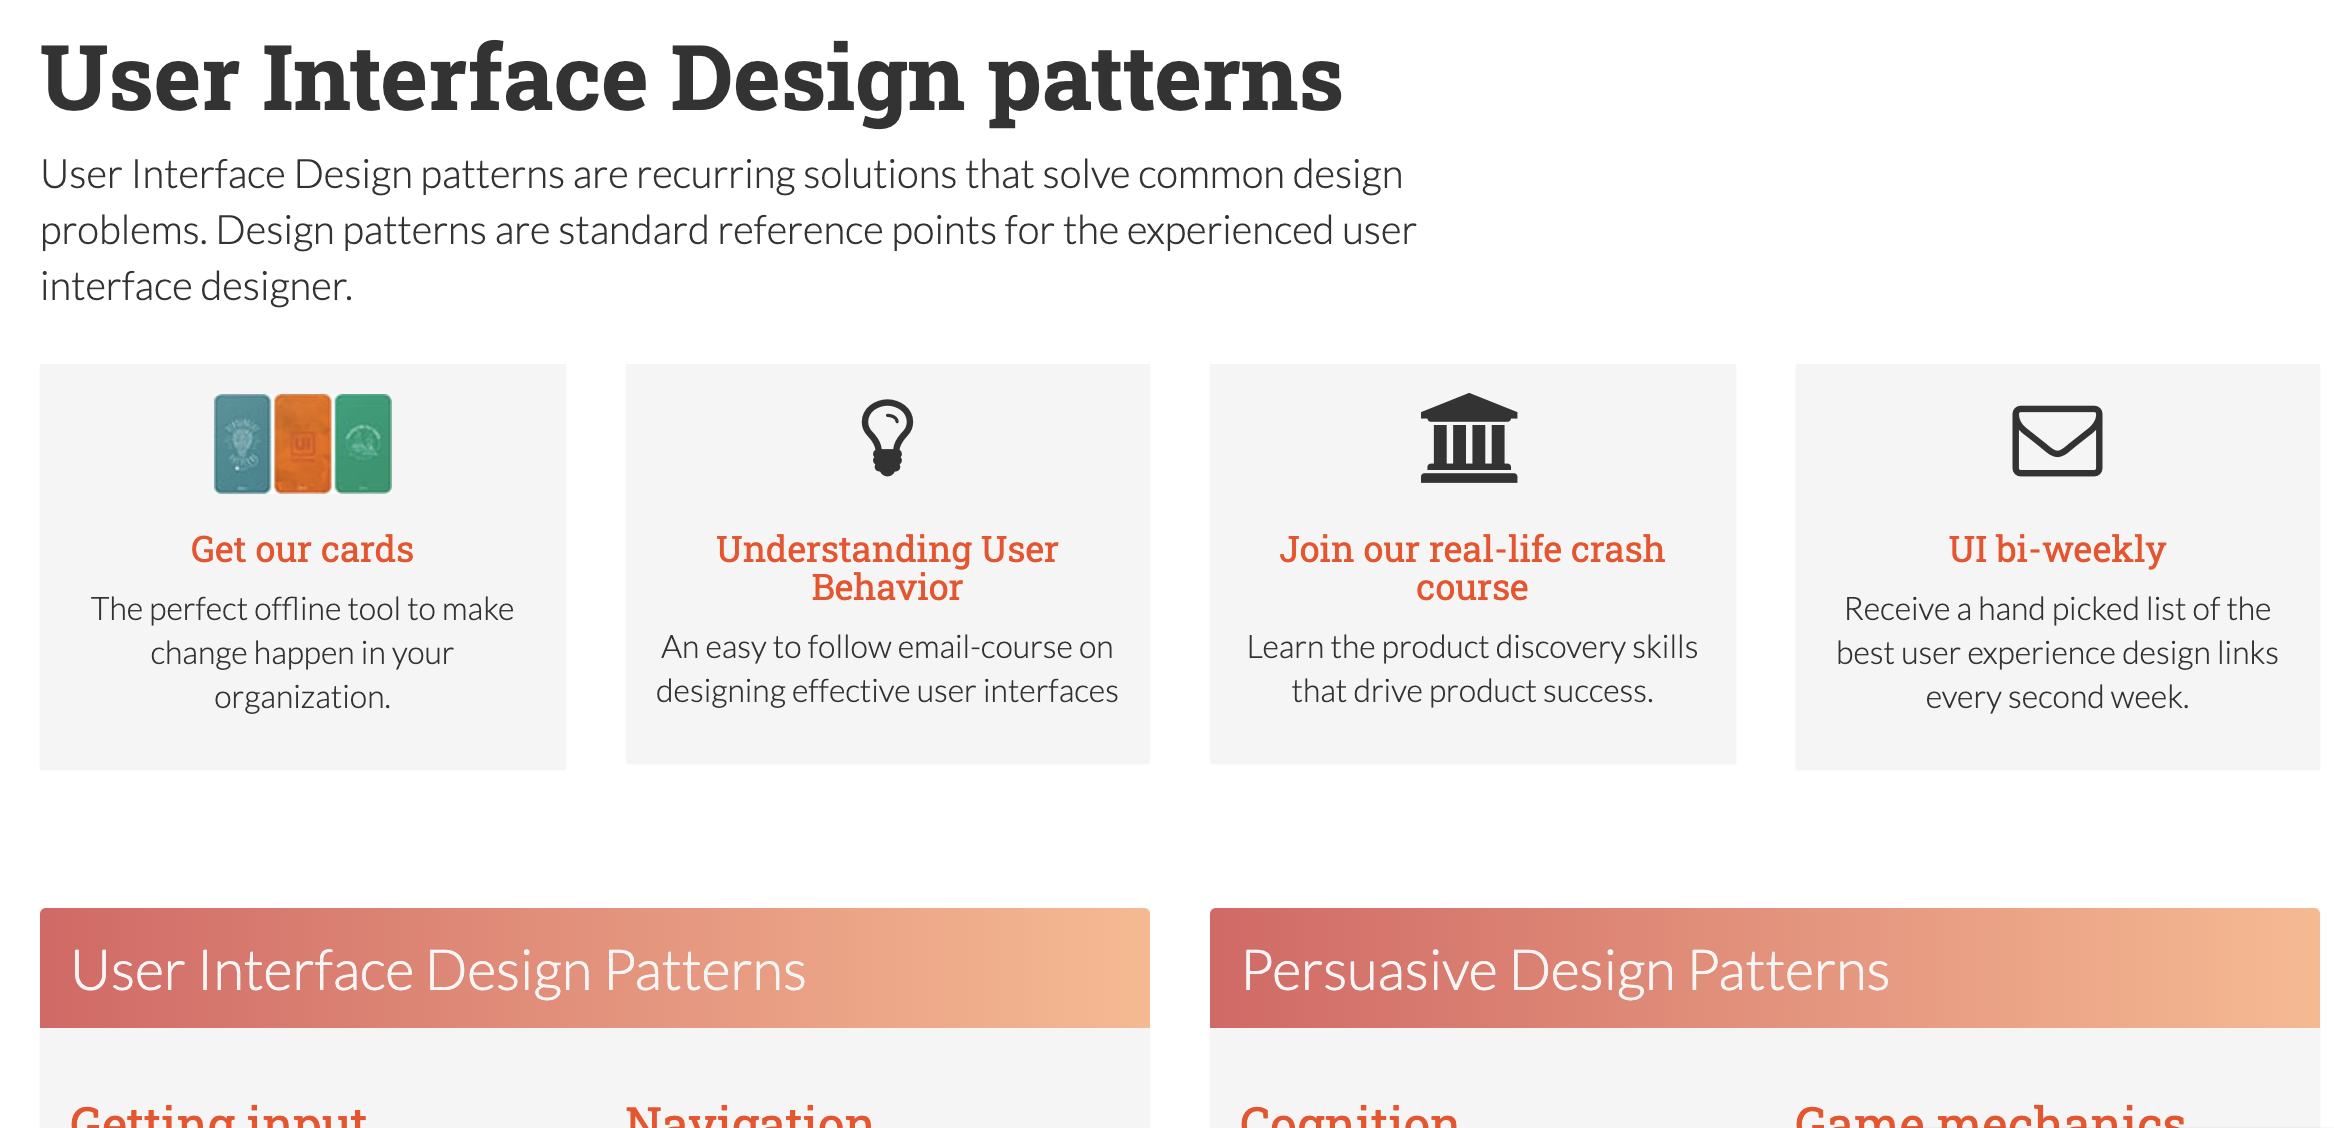 User Interface Design patterns
User Interface Design patterns are recurring solutions that solve common design
problems. Design patterns are standard reference points for the experienced user
interface designer.
UI
Get our cards
The perfect offline tool to make
change happen in your
organization.
Understanding User
Behavior
An easy to follow email-course on
designing effective user interfaces
Join our real-life crash
course
Learn the product discovery skills
that drive product success.
UI bi-weekly
Receive a hand picked list of the
best user experience design links
every second week.
User Interface Design Patterns
Getting input
Navigation
Persuasive Design Patterns
Cognition
Game mechanics